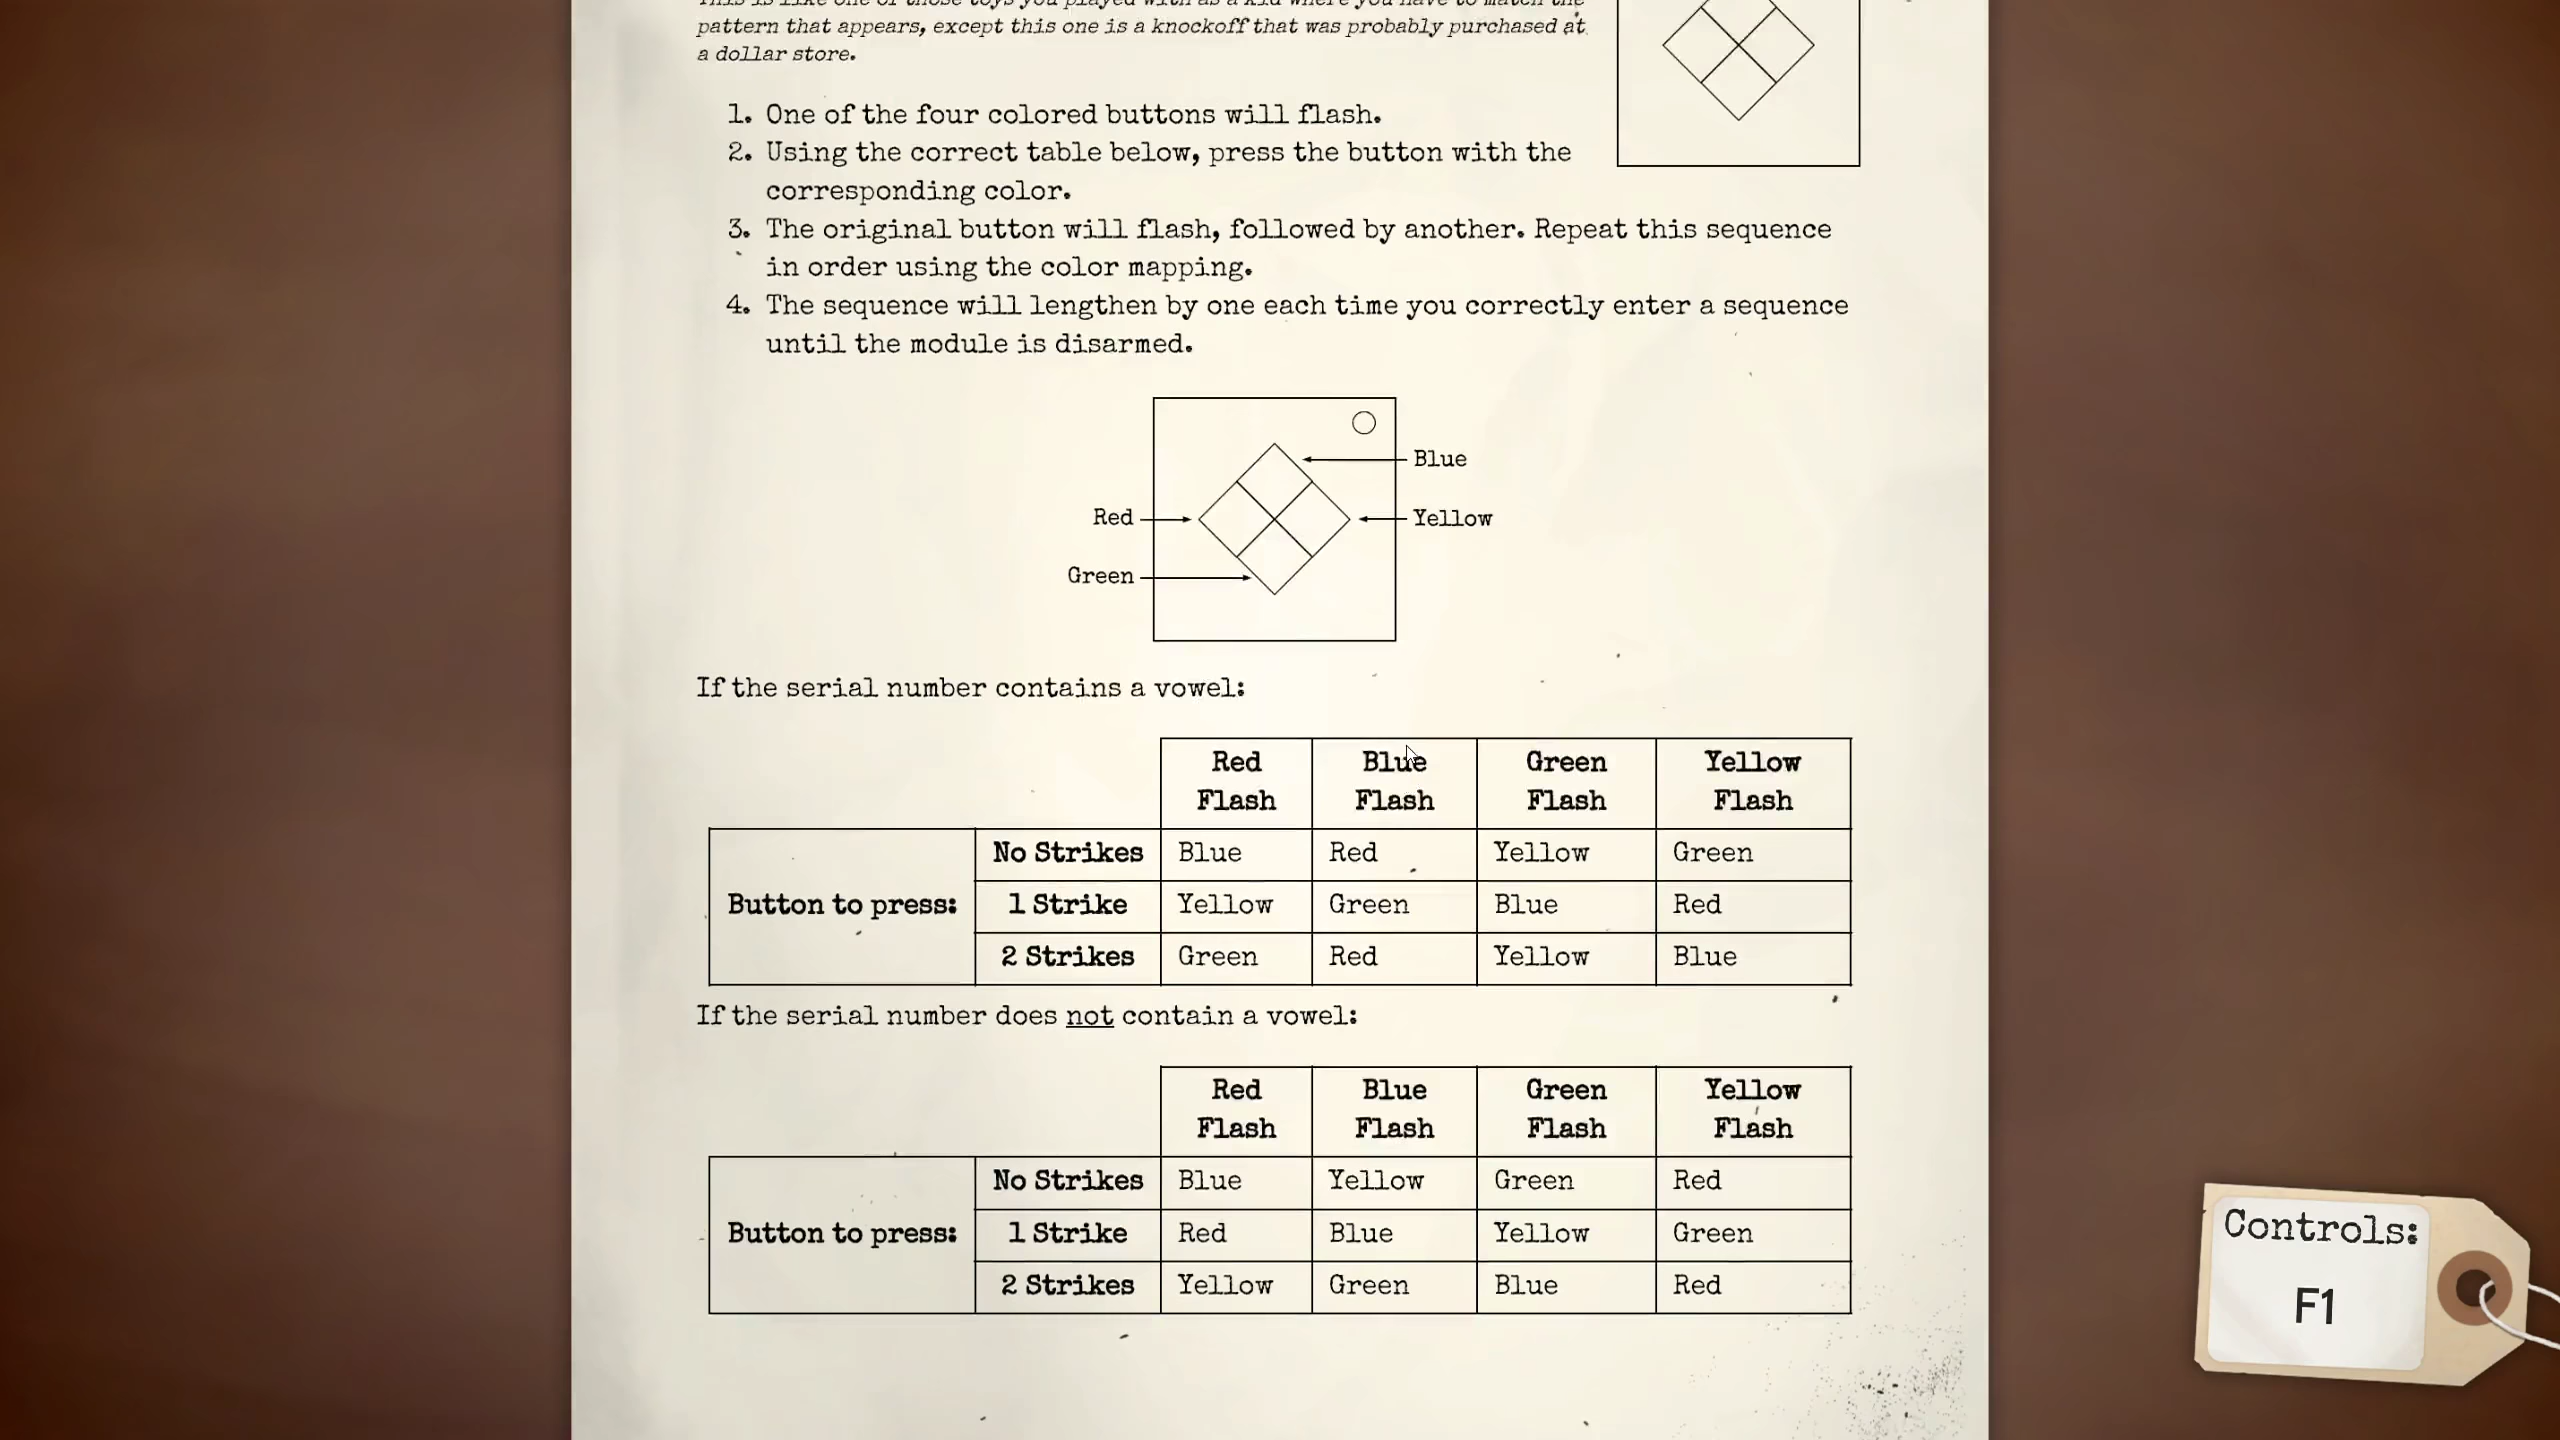 pattern that appears, except this one is a knockoff that was probably purchased at
a dollar store.
1. One of the four colored buttons will flash.
2. Using the correct table below, press the button with the
corresponding color.
3. The original button will flash, followed by another. Repeat this sequence
in order using the color mapping.
4. The sequence will lengthen by one each time you correctly enter a sequence
until the module is disarmed.
Blue
Red
Yellow
Green
If the serial number contains a vowel:
Red Flash Blue Flash Green Flash Yellow Flash
Button to press:
No Strikes Blue Red Yellow Green
1 Strike Yellow Green Blue Red
2 Strikes Green Red Yellow Blue
If the serial number does not contain a vowel:
Red Flash Blue Flash Green Flash Yellow Flash
Button to press:
No Strikes Blue Yellow Green Red
1 Strike Red Blue Yellow Green
2 Strikes Yellow Green Blue Red
Controls:
F1